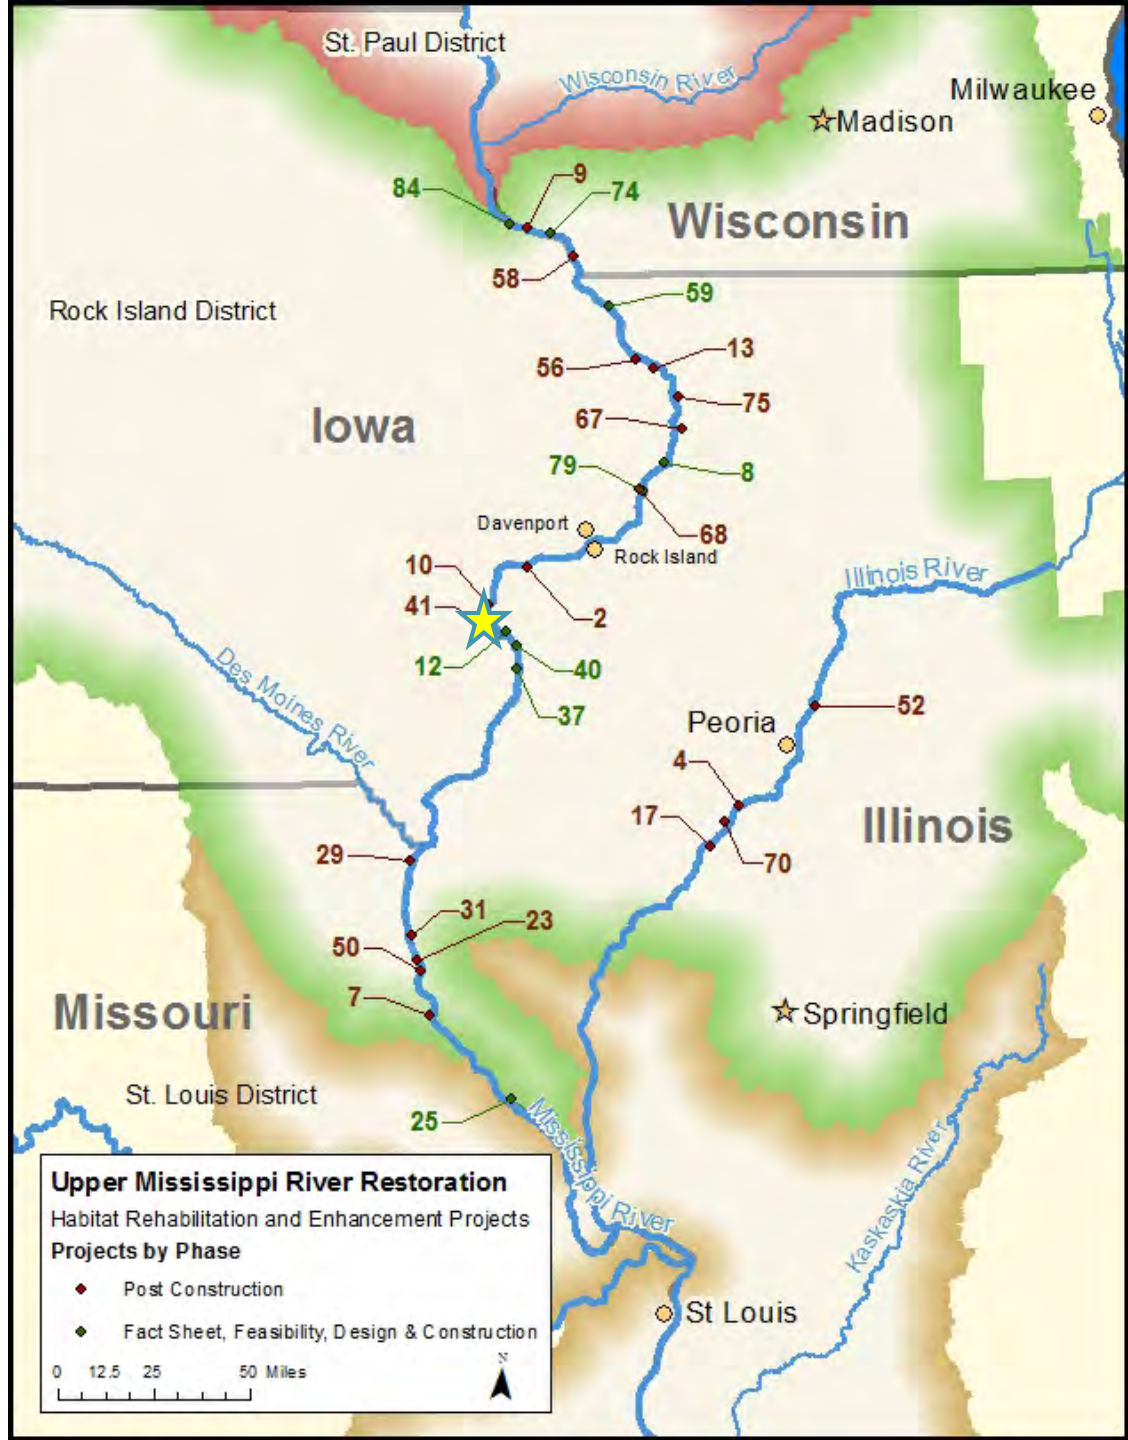 St. Paul District
Wisconsin River
Milwaukee
Madison
84
9
74
Wisconsin
58
59
Rock Island District
56
13
75
Iowa
67
79
8
Davenport
68
Rock Island
10
Illinois River
41
2
12
40
Des Moines River
37
52
Peoria
4
17
Illinois
29
70
31
23
50
7
Missouri
Springfield
St. Louis District
25
Mississippi River
Kaskaskia River
Upper Mississippi River Restoration
Habitat Rehabilitation and Enhancement Projects
Projects by Phase
Post Construction
St Louis
Fact Sheet, Feasibility, Design & Construction
N
0 12.5 25 50 Miles